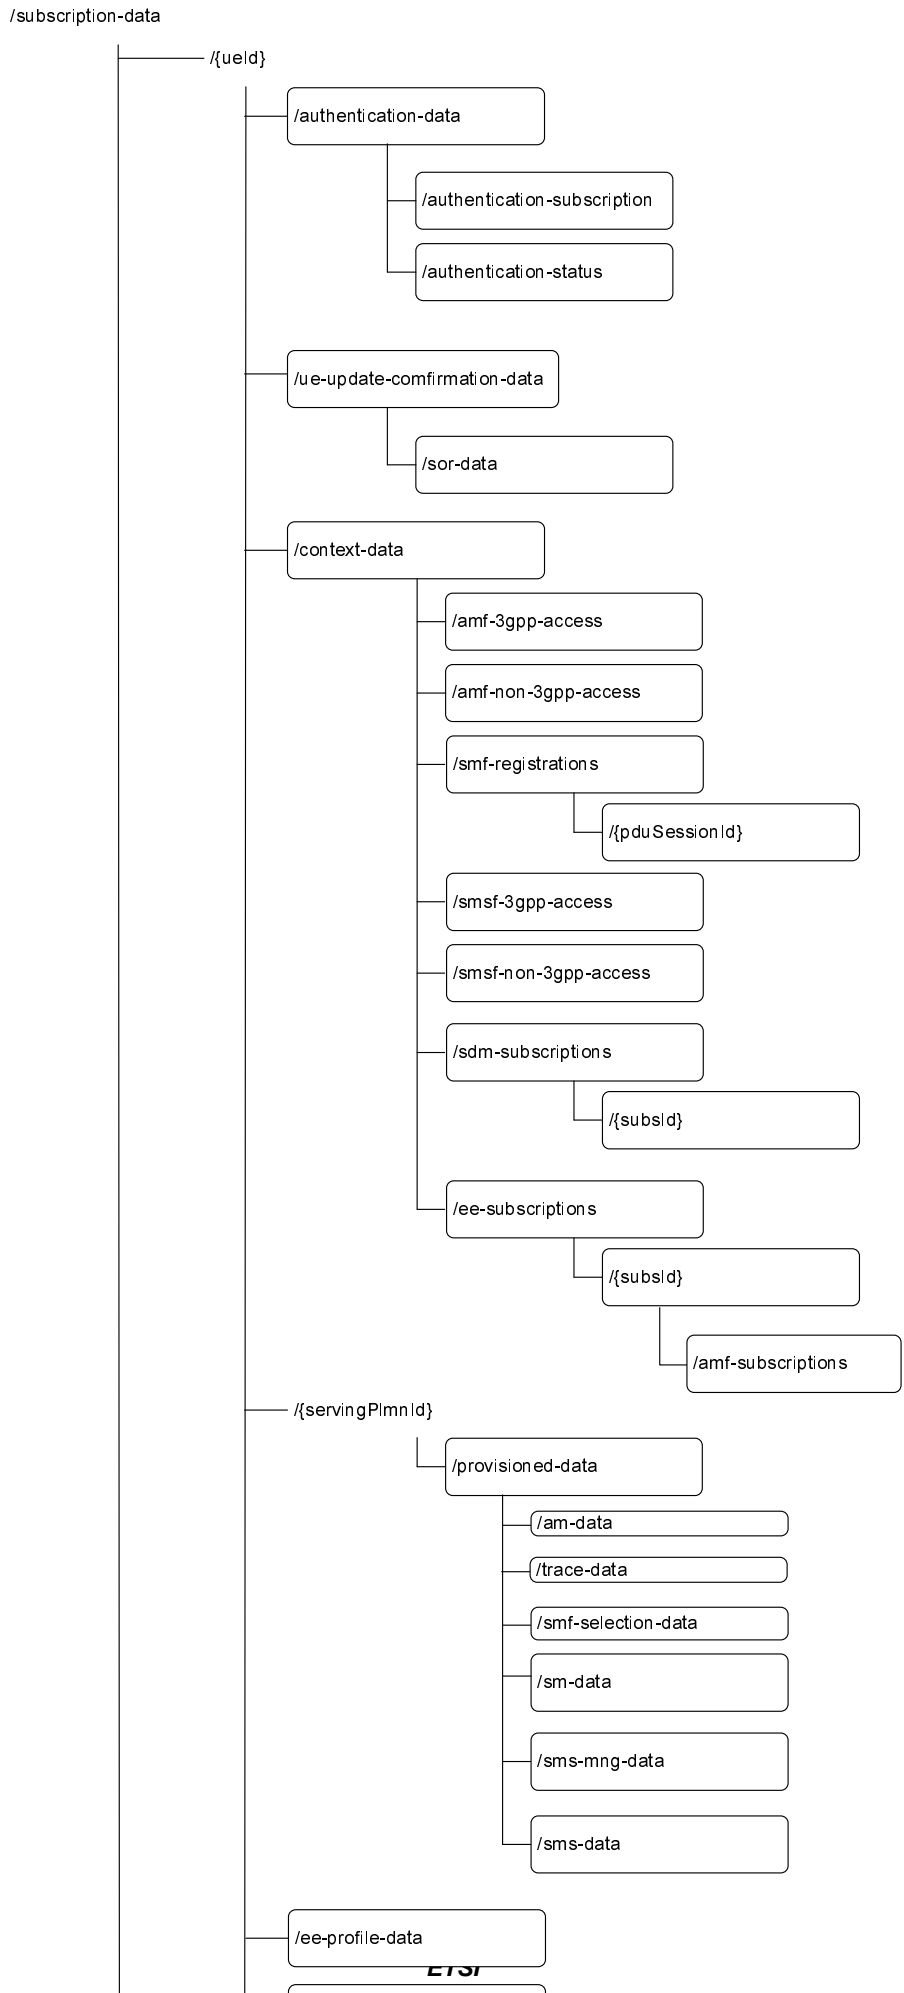 /subscription-data
/{ueId}
/authentication-data
/authentication-subscription
/authentication-status
/ue-update-comfirmation-data
/sor-data
/context-data
/amf-3gpp-access
/amf-non-3gpp-access
/smf-registrations
/{pduSessionId}
/smsf-3gpp-access
/smsf-non-3gpp-access
/sdm-subscriptions
/{subsId}
/ee-subscriptions
/{subsId}
/amf-subscriptions
/{servingPlmnId}
/provisioned-data
/am-data
/trace-data
/smf-selection-data
/sm-data
/sms-mng-data
/sms-data
/ee-profile-data
ETSI